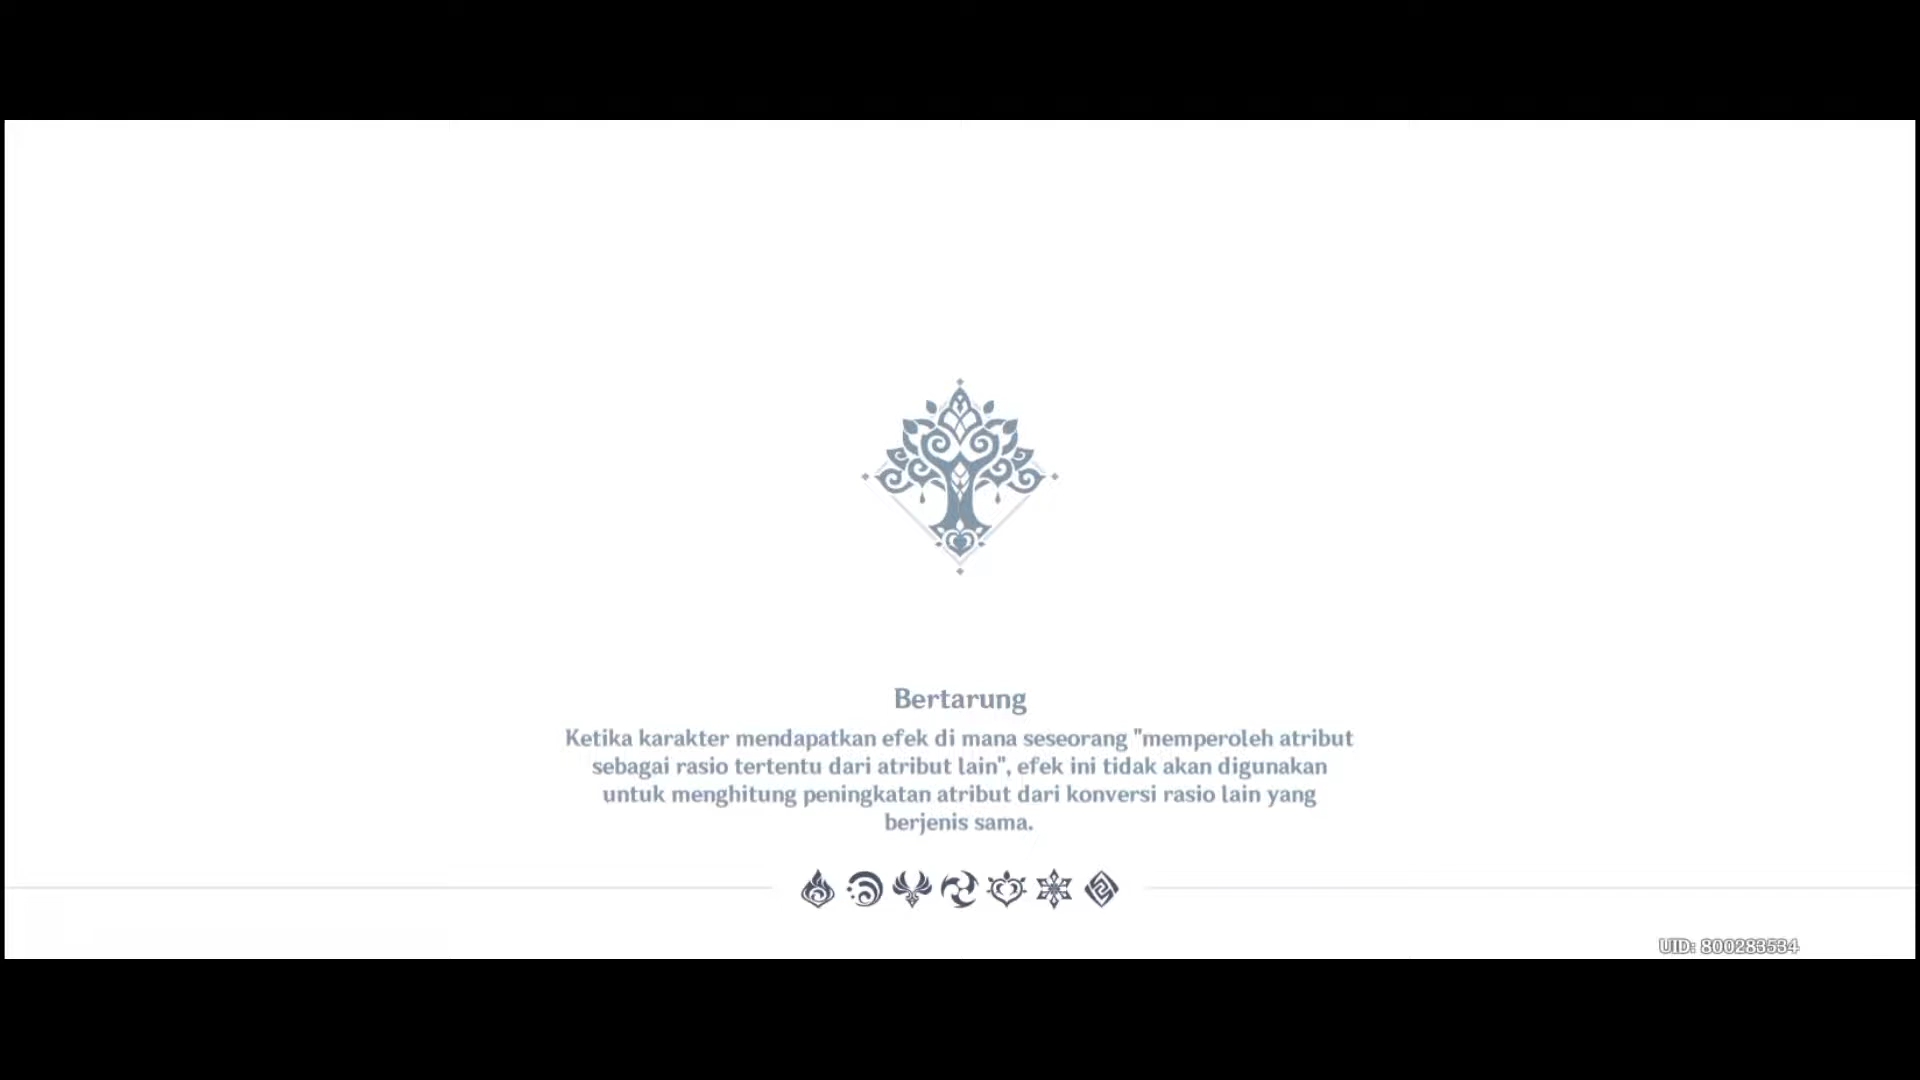 Bertarung
Ketika karakter mendapatkan efek di mana seseorang "memperoleh atribut
sebagai rasio tertentu dari atribut lain", efek ini tidak akan digunakan
untuk menghitung peningkatan atribut dari konversi rasio lain yang
berjenis sama.
UID: 800283534